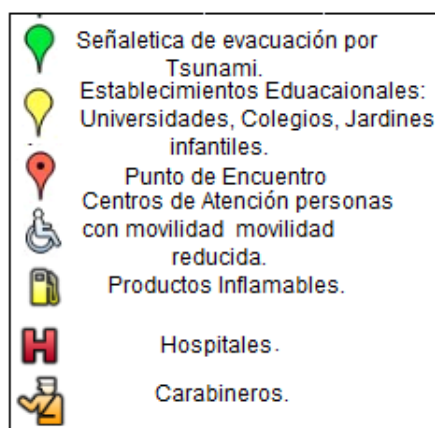 Señaletica de evacuación por
Tsunami.
Establecimientos Eduacaionales:
Universidades, Colegios, Jardines
infantiles.
Punto de Encuentro
Centros de Atención personas
con movilidad movilidad
reducida.
Productos Inflamables.
H Hospitales.
Carabineros.